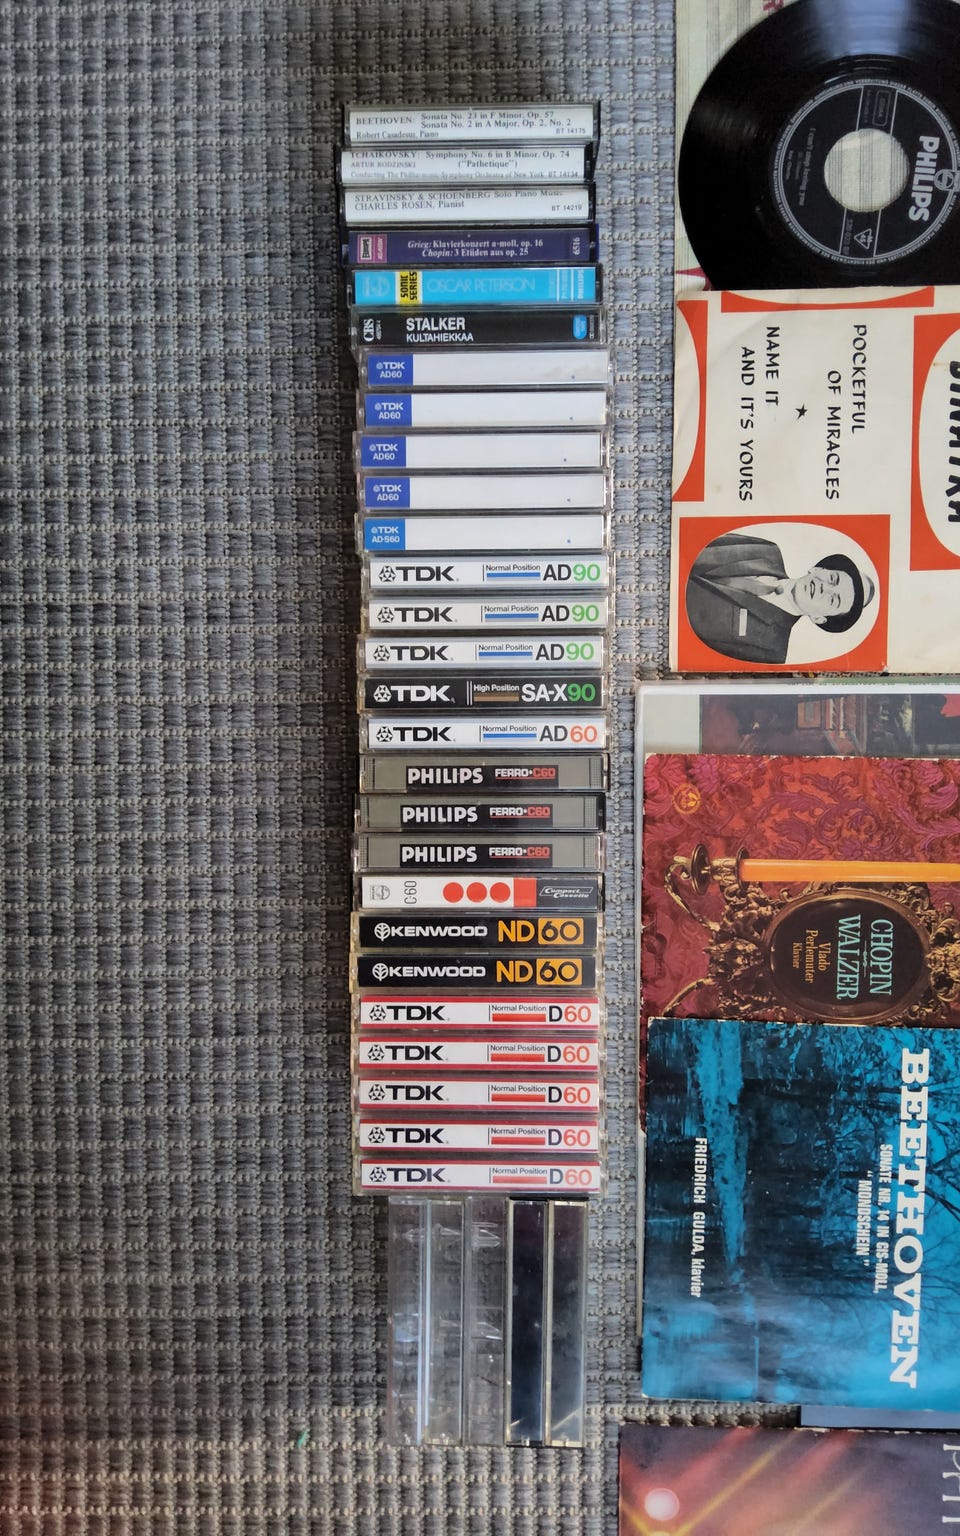 BEETHOVEN: Sonata No. 23 in F Minor, Op. 57
Sonata No. 2 in A Major, Op. 2, No. 2
Robert Casadesus, Piano
BT 14175
TCHAIKOVSKY: Symphony No. 6 in B Minor, Op. 74
ARTUR RODZINSKI ("Pathetique")
Conducting The Philharmonic-Symphony Orchestra of New York BT 14134
STRAVINSKY & SCHOENBERG Solo Piano Music
CHARLES ROSEN, Pianist
BT 14219
EUROPA
Grieg: Klavierkonzert a-moll, op. 16
Chopin: 3 Etüden aus op. 25
6516
SONIC SERIES
OSCAR PETERSON
CBS
STALKER
KULTAHIEKKAA
TDK
AD60
TDK
AD60
TDK
AD60
TDK
AD60
TDK
AD-S60
TDK Normal Position AD90
TDK Normal Position AD90
TDK Normal Position AD90
TDK High Position SA-X90
TDK Normal Position AD60
PHILIPS FERRO•C60
PHILIPS FERRO•C60
PHILIPS FERRO•C60
C60 Compact Cassette
KENWOOD ND60
KENWOOD ND60
TDK Normal Position D60
TDK Normal Position D60
TDK Normal Position D60
TDK Normal Position D60
TDK Normal Position D60
PHILIPS
POCKETFUL
OF MIRACLES
★
NAME IT
AND IT'S YOURS
CHOPIN
WALZER
Vlado
Perlemuter
Klavier
BEETHOVEN
SONATE NR. 14 IN CIS-MOLL,
"MONDSCHEIN"
FRIEDRICH GULDA, klavier